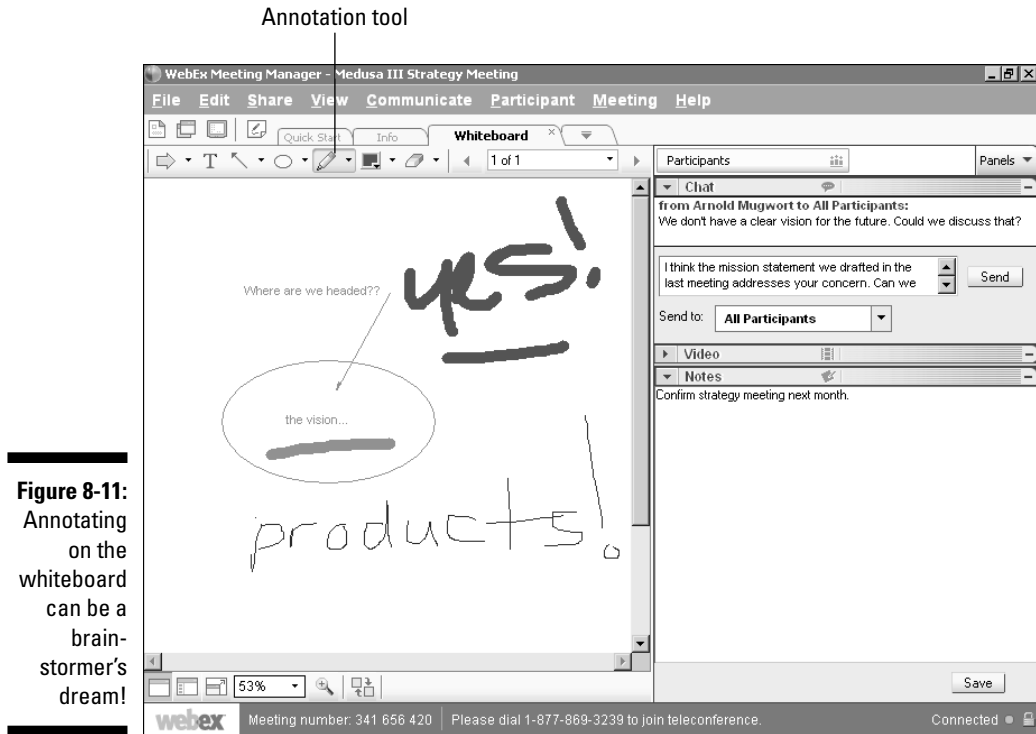 Annotation tool
WebEx Meeting Manager - Medusa III Strategy Meeting
File Edit Share View Communicate Participant Meeting Help
Quick Start Info Whiteboard
T 1 of 1
Participants Panels
Chat
from Arnold Mugwort to All Participants:
We don't have a clear vision for the future. Could we discuss that?
I think the mission statement we drafted in the
last meeting addresses your concern. Can we
Send
Send to: All Participants
Video
Notes
Confirm strategy meeting next month.
Save
yes!
Where are we headed??
the vision...
products!
53%
webex Meeting number: 341 656 420 Please dial 1-877-869-3239 to join teleconference. Connected
Figure 8-11:
Annotating
on the
whiteboard
can be a
brain-
stormer's
dream!